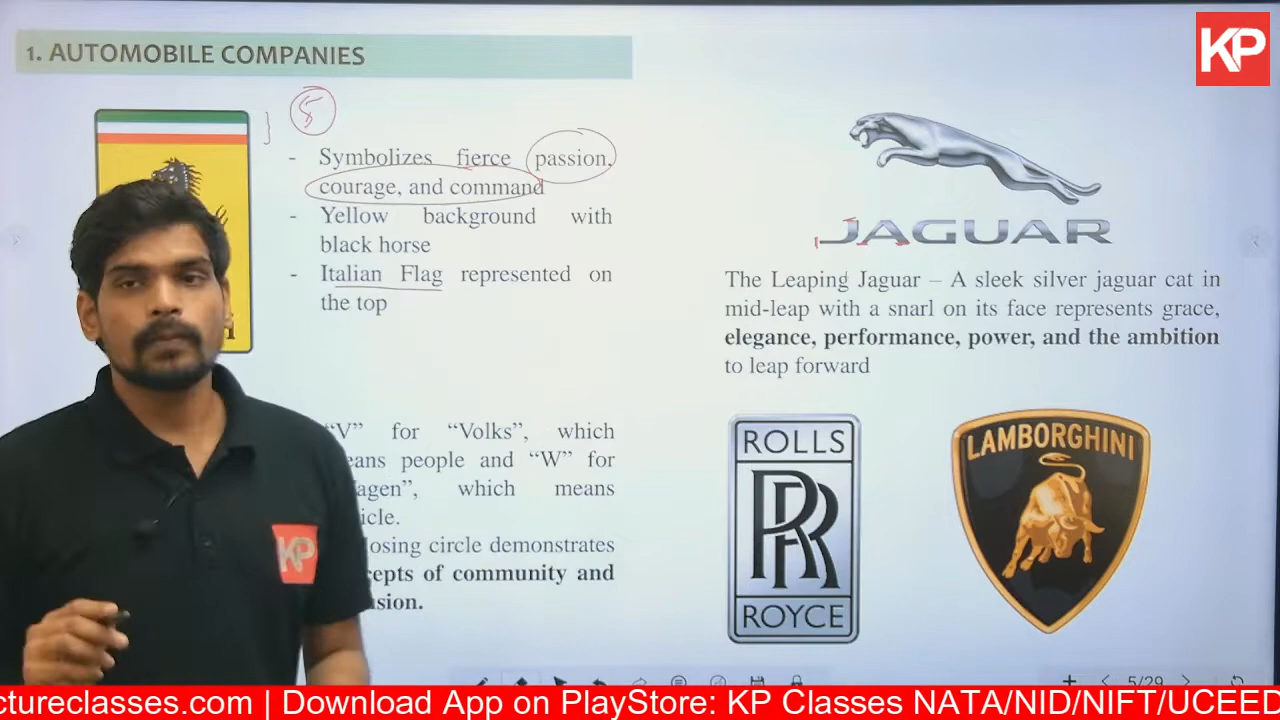 KP
1. AUTOMOBILE COMPANIES
- Symbolizes fierce passion,
courage, and command
- Yellow background with
black horse
- Italian Flag represented on
the top
“V” for “Volks”, which
eans people and “W” for
agen”, which means
icle.
losing circle demonstrates
cepts of community and
usion.
JAGUAR
The Leaping Jaguar – A sleek silver jaguar cat in
mid-leap with a snarl on its face represents grace,
elegance, performance, power, and the ambition
to leap forward
ROLLS
RR
ROYCE
LAMBORGHINI
KP
5/29
ctureclasses.com | Download App on PlayStore: KP Classes NATA/NID/NIFT/UCEED